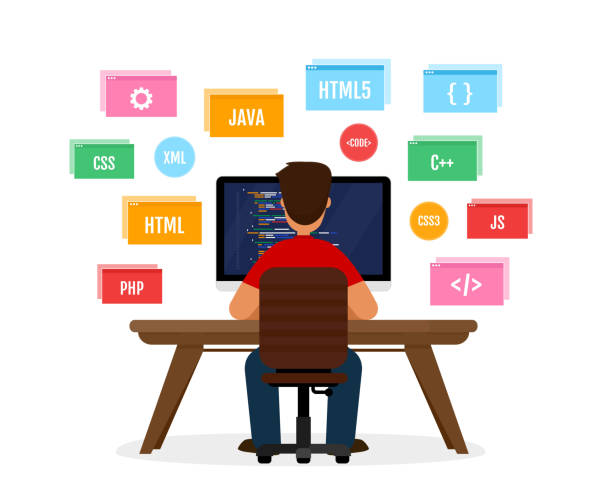 HTML5
{ }
JAVA
<CODE>
CSS
XML
C++
HTML
CSS3
JS
PHP
</>